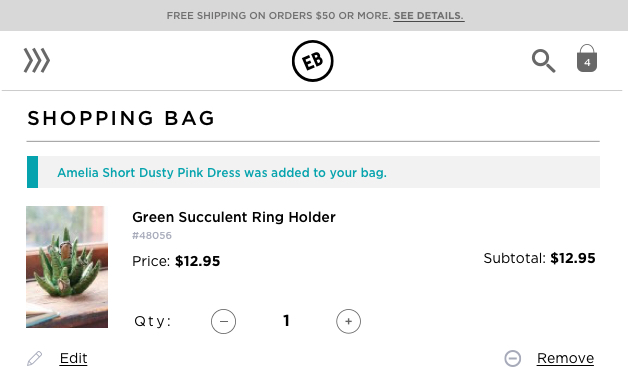 FREE SHIPPING ON ORDERS $50 OR MORE. SEE DETAILS.
EB
4
SHOPPING BAG
Amelia Short Dusty Pink Dress was added to your bag.
Green Succulent Ring Holder
#48056
Price: $12.95
Subtotal: $12.95
Qty: − 1 +
Edit
Remove